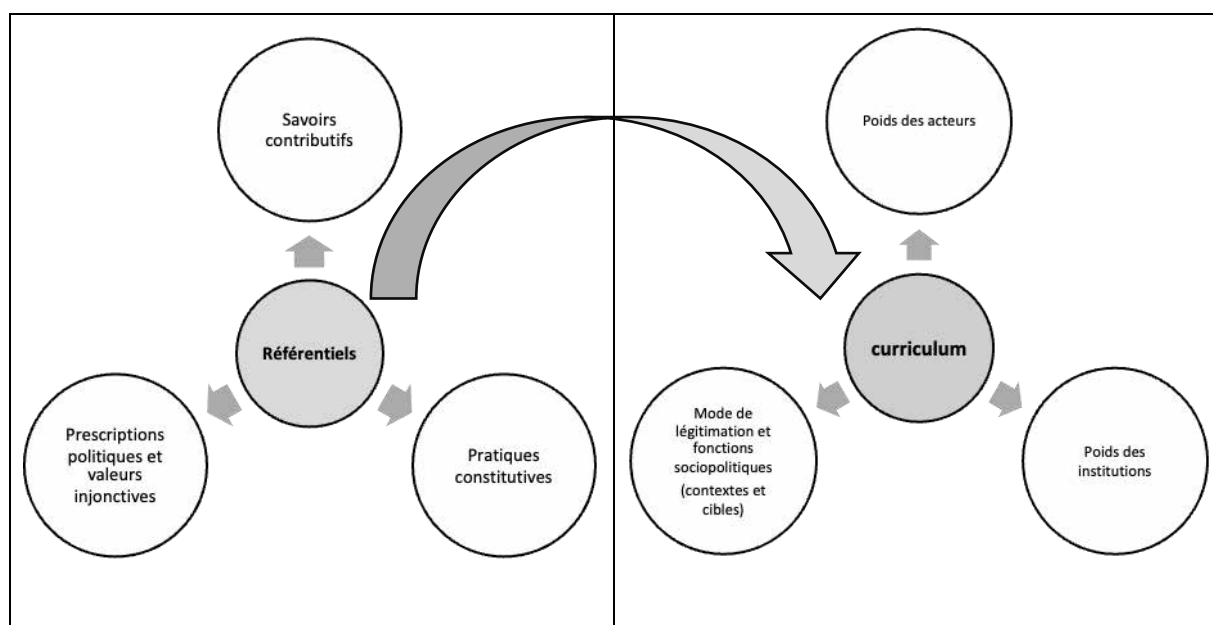 Savoirs
contributifs
Référentiels
Prescriptions
politiques et
valeurs
injonctives
Pratiques
constitutives
Poids des acteurs
curriculum
Mode de
légitimation et
fonctions
sociopolitiques
(contextes et
cibles)
Poids des
institutions